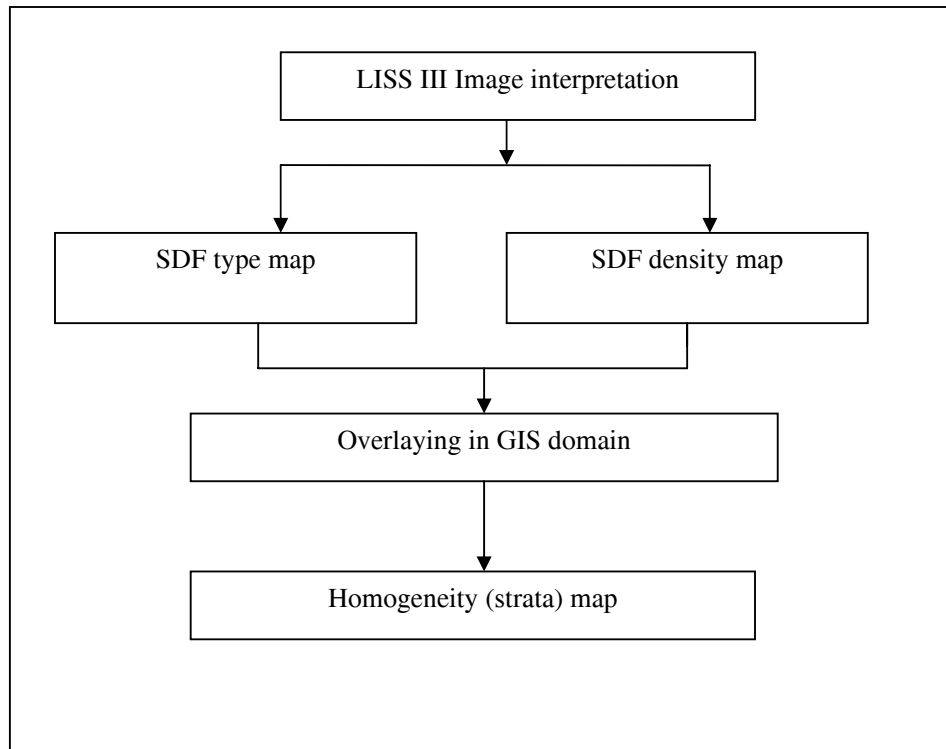 LISS III Image interpretation
SDF type map
SDF density map
Overlaying in GIS domain
Homogeneity (strata) map